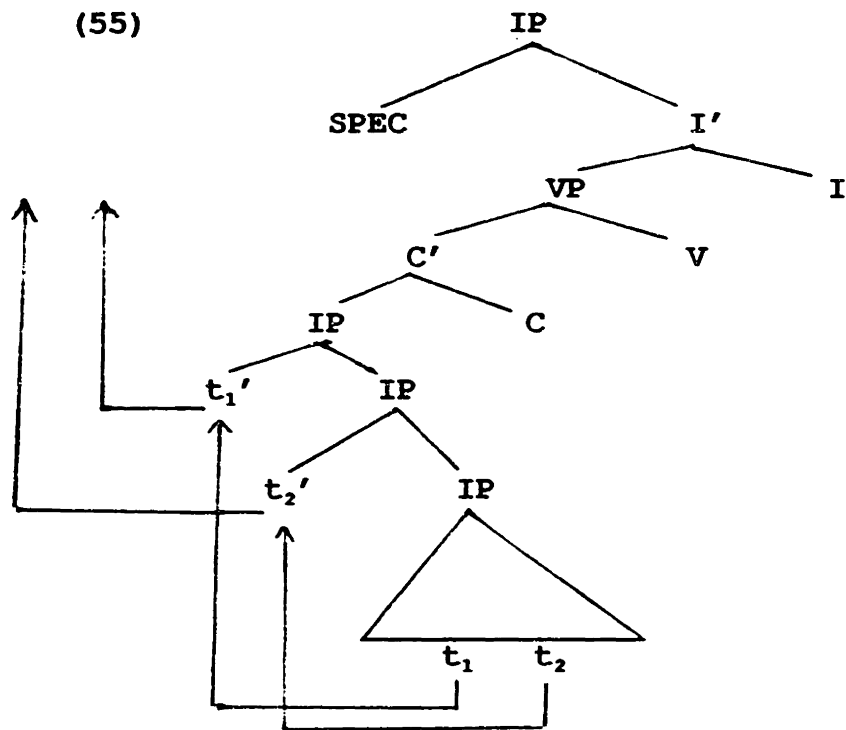 (55) IP
SPEC I'
VP I
C' V
IP C
t₁' IP
t₂' IP
t₁ t₂